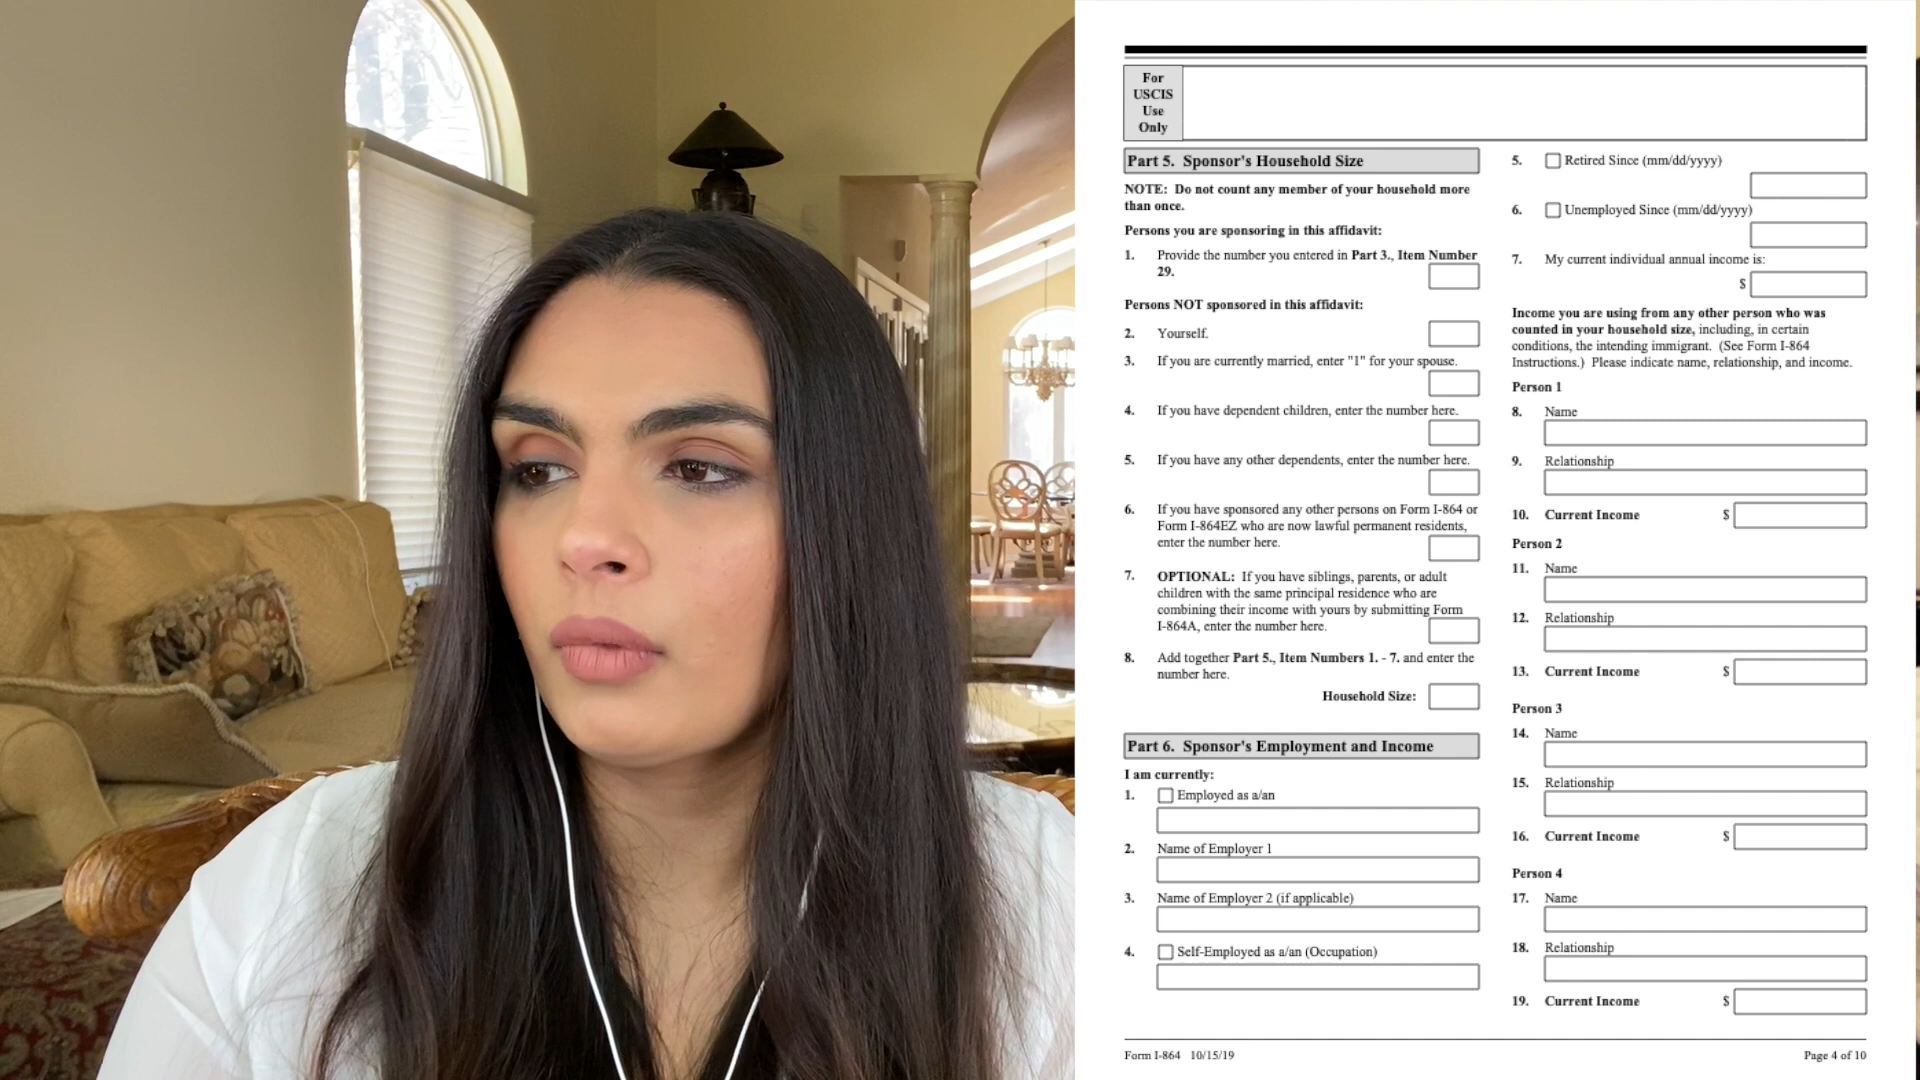 For
USCIS
Use
Only
Part 5. Sponsor's Household Size
NOTE: Do not count any member of your household more
than once.
Persons you are sponsoring in this affidavit:
1. Provide the number you entered in Part 3., Item Number
29.
Persons NOT sponsored in this affidavit:
2. Yourself.
3. If you are currently married, enter "1" for your spouse.
4. If you have dependent children, enter the number here.
5. If you have any other dependents, enter the number here.
6. If you have sponsored any other persons on Form I-864 or
Form I-864EZ who are now lawful permanent residents,
enter the number here.
7. OPTIONAL: If you have siblings, parents, or adult
children with the same principal residence who are
combining their income with yours by submitting Form
I-864A, enter the number here.
8. Add together Part 5., Item Numbers 1. - 7. and enter the
number here.
Household Size:
Part 6. Sponsor's Employment and Income
I am currently:
1. Employed as a/an
2. Name of Employer 1
3. Name of Employer 2 (if applicable)
4. Self-Employed as a/an (Occupation)
5. Retired Since (mm/dd/yyyy)
6. Unemployed Since (mm/dd/yyyy)
7. My current individual annual income is:
$
Income you are using from any other person who was
counted in your household size, including, in certain
conditions, the intending immigrant. (See Form I-864
Instructions.) Please indicate name, relationship, and income.
Person 1
8. Name
9. Relationship
10. Current Income $
Person 2
11. Name
12. Relationship
13. Current Income $
Person 3
14. Name
15. Relationship
16. Current Income $
Person 4
17. Name
18. Relationship
19. Current Income $
Form I-864 10/15/19
Page 4 of 10